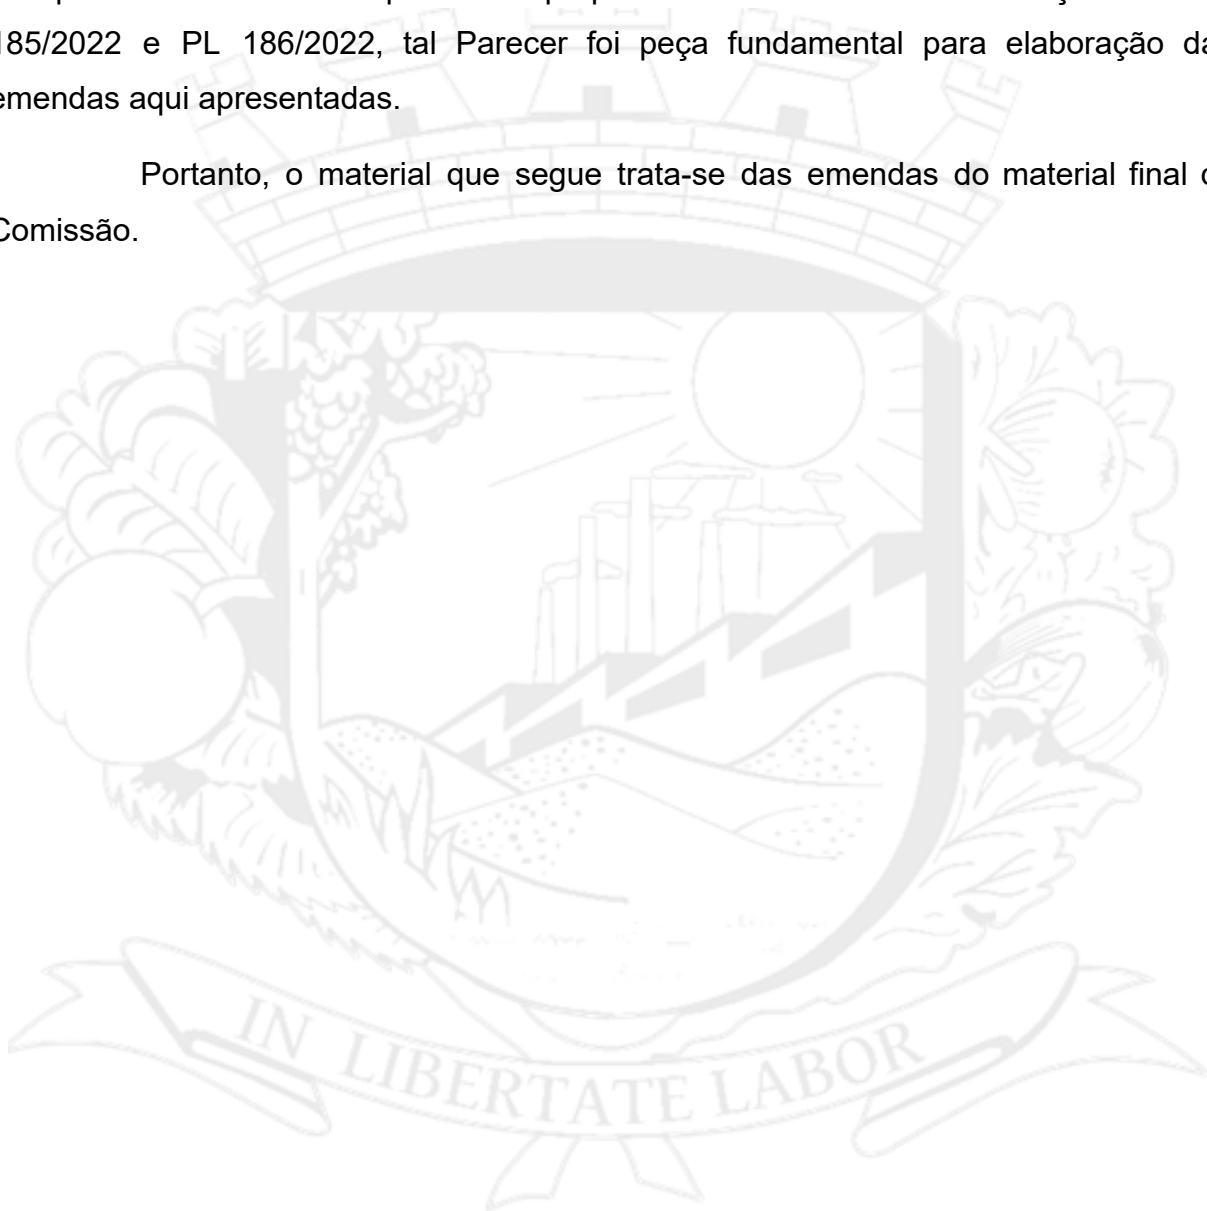 185/2022 e PL 186/2022, tal Parecer foi peça fundamental para elaboração da
emendas aqui apresentadas.
Portanto, o material que segue trata-se das emendas do material final
Comissão.
IN LIBERTATE LABOR